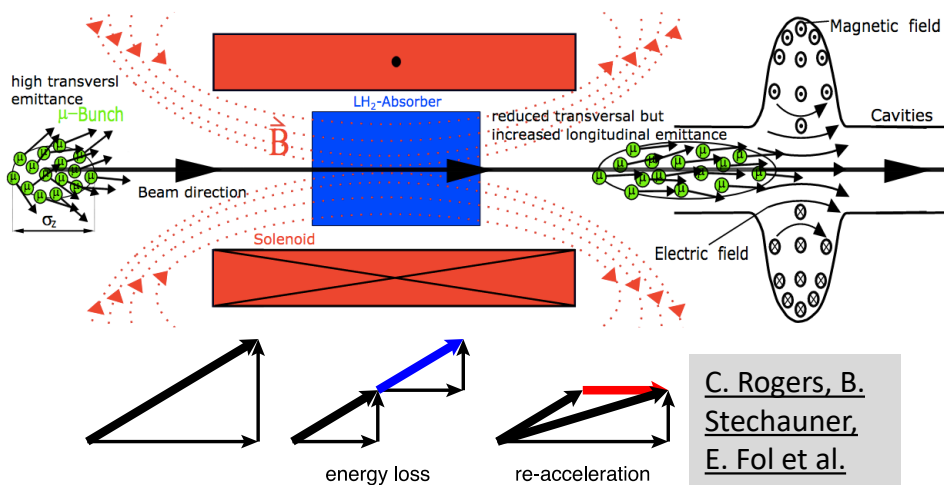 Magnetic field
high transversl
emittance
μ-Bunch
LH₂-Absorber
B
reduced transversal but
increased longitudinal emittance
Cavities
μ μ μ μ μ μ μ μ μ μ μ μ
μ μ μ μ μ μ μ μ μ μ μ
Beam direction
σz
Solenoid
Electric field
energy loss
re-acceleration
C. Rogers, B.
Stechauner,
E. Fol et al.